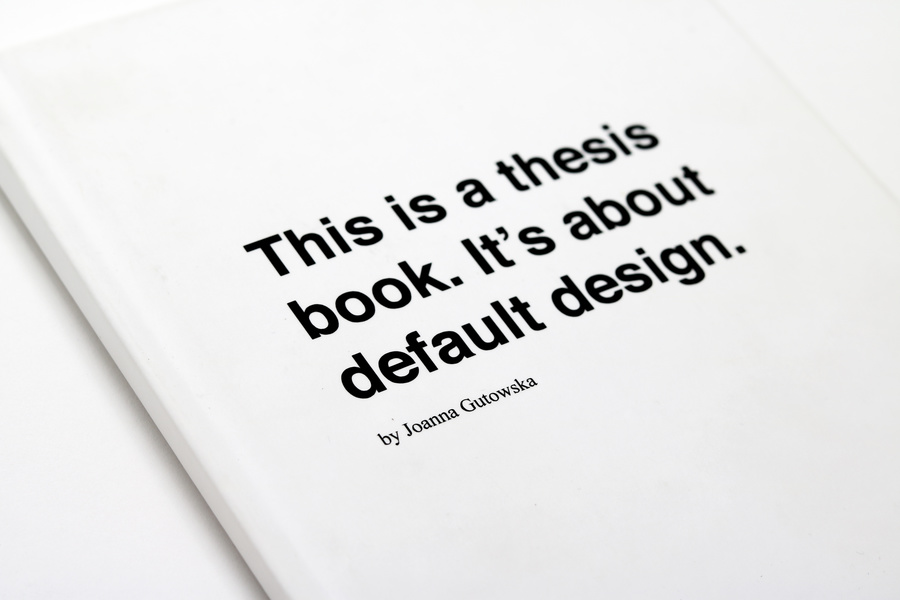 This is a thesis
book. It’s about
default design.
by Joanna Gutowska